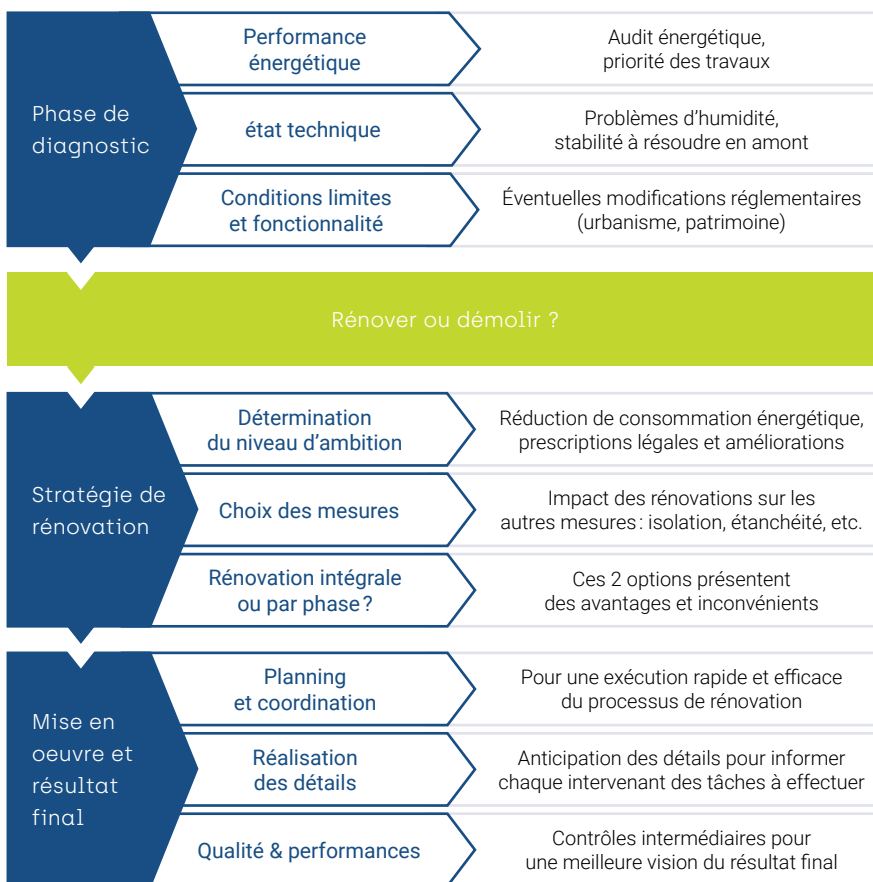 Phase de
diagnostic
Performance
énergétique
Audit énergétique,
priorité des travaux
état technique
Problèmes d’humidité,
stabilité à résoudre en amont
Conditions limites
et fonctionnalité
Éventuelles modifications réglementaires
(urbanisme, patrimoine)
Rénover ou démolir ?
Stratégie de
rénovation
Détermination
du niveau d’ambition
Réduction de consommation énergétique,
prescriptions légales et améliorations
Choix des mesures
Impact des rénovations sur les
autres mesures : isolation, étanchéité, etc.
Rénovation intégrale
ou par phase ?
Ces 2 options présentent
des avantages et inconvénients
Mise en
oeuvre et
résultat
final
Planning
et coordination
Pour une exécution rapide et efficace
du processus de rénovation
Réalisation
des détails
Anticipation des détails pour informer
chaque intervenant des tâches à effectuer
Qualité & performances
Contrôles intermédiaires pour
une meilleure vision du résultat final